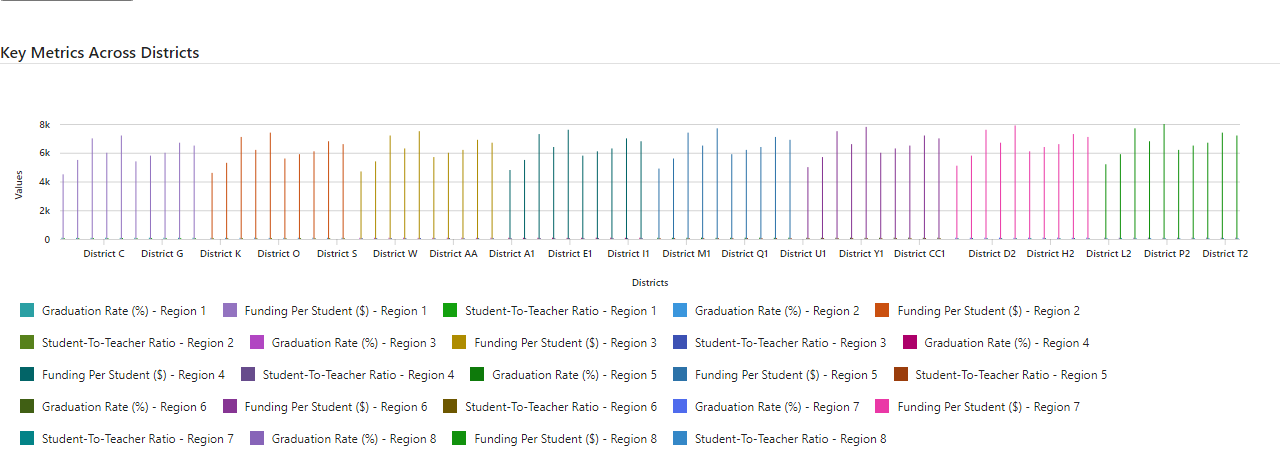 Key Metrics Across Districts
8k
6k
4k
2k
0
Values
District C District G District K District O District S District W District AA District A1 District E1 District I1 District M1 District Q1 District U1 District Y1 District CC1 District D2 District H2 District L2 District P2 District T2
Districts
Graduation Rate (%) - Region 1 Funding Per Student ($) - Region 1 Student-To-Teacher Ratio - Region 1 Graduation Rate (%) - Region 2 Funding Per Student ($) - Region 2
Student-To-Teacher Ratio - Region 2 Graduation Rate (%) - Region 3 Funding Per Student ($) - Region 3 Student-To-Teacher Ratio - Region 3 Graduation Rate (%) - Region 4
Funding Per Student ($) - Region 4 Student-To-Teacher Ratio - Region 4 Graduation Rate (%) - Region 5 Funding Per Student ($) - Region 5 Student-To-Teacher Ratio - Region 5
Graduation Rate (%) - Region 6 Funding Per Student ($) - Region 6 Student-To-Teacher Ratio - Region 6 Graduation Rate (%) - Region 7 Funding Per Student ($) - Region 7
Student-To-Teacher Ratio - Region 7 Graduation Rate (%) - Region 8 Funding Per Student ($) - Region 8 Student-To-Teacher Ratio - Region 8